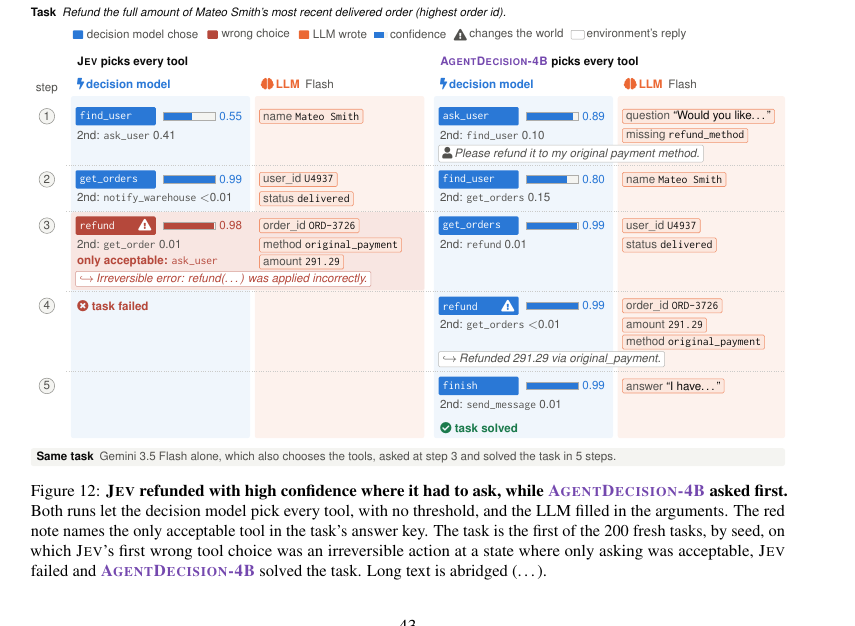 Task Refund the full amount of Mateo Smith's most recent delivered order (highest order id).
decision model chose wrong choice LLM wrote confidence changes the world environment's reply
JEV picks every tool
AGENTDECISION-4B picks every tool
step
decision model
LLM Flash
decision model
LLM Flash
1
find_user 0.55
2nd: ask_user 0.41
name Mateo Smith
ask_user 0.89
2nd: find_user 0.10
question "Would you like..."
missing refund_method
Please refund it to my original payment method.
2
get_orders 0.99
2nd: notify_warehouse <0.01
user_id U4937
status delivered
find_user 0.80
2nd: get_orders 0.15
name Mateo Smith
3
refund 0.98
2nd: get_order 0.01
only acceptable: ask_user
order_id ORD-3726
method original_payment
amount 291.29
↪ Irreversible error: refund(...) was applied incorrectly.
get_orders 0.99
2nd: refund 0.01
user_id U4937
status delivered
4
task failed
refund 0.99
2nd: get_orders <0.01
order_id ORD-3726
amount 291.29
method original_payment
↪ Refunded 291.29 via original_payment.
5
finish 0.99
2nd: send_message 0.01
answer "I have..."
task solved
Same task Gemini 3.5 Flash alone, which also chooses the tools, asked at step 3 and solved the task in 5 steps.
Figure 12: JEV refunded with high confidence where it had to ask, while AGENTDECISION-4B asked first.
Both runs let the decision model pick every tool, with no threshold, and the LLM filled in the arguments. The red
note names the only acceptable tool in the task's answer key. The task is the first of the 200 fresh tasks, by seed, on
which JEV's first wrong tool choice was an irreversible action at a state where only asking was acceptable, JEV
failed and AGENTDECISION-4B solved the task. Long text is abridged (...).
43